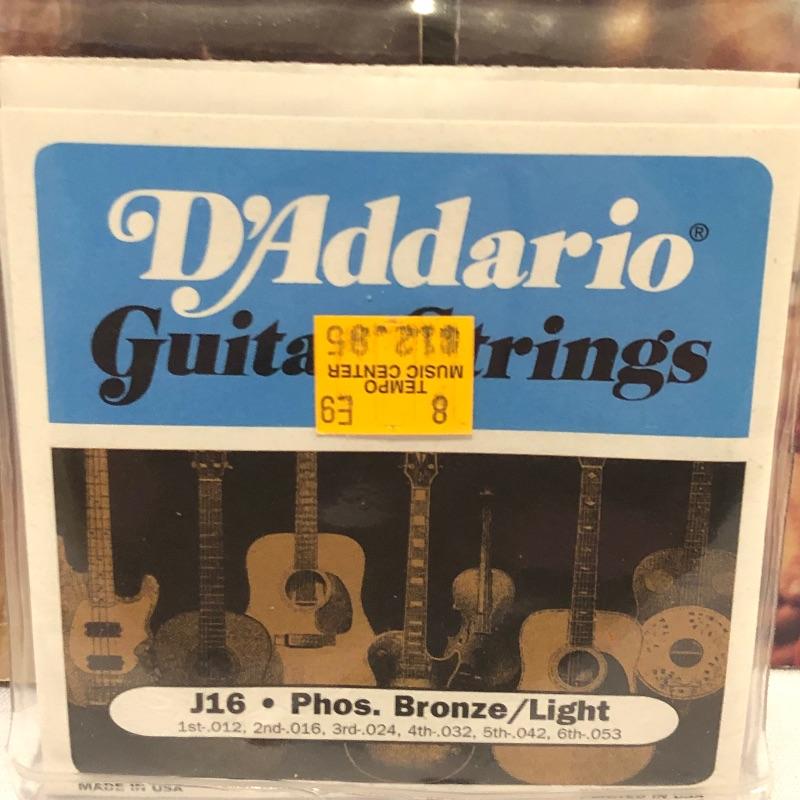 D'Addario®
Guitar Strings
$12.95
TEMPO
MUSIC CENTER
8 E9
J16 • Phos. Bronze/Light
1st-.012, 2nd-.016, 3rd-.024, 4th-.032, 5th-.042, 6th-.053
MADE IN USA